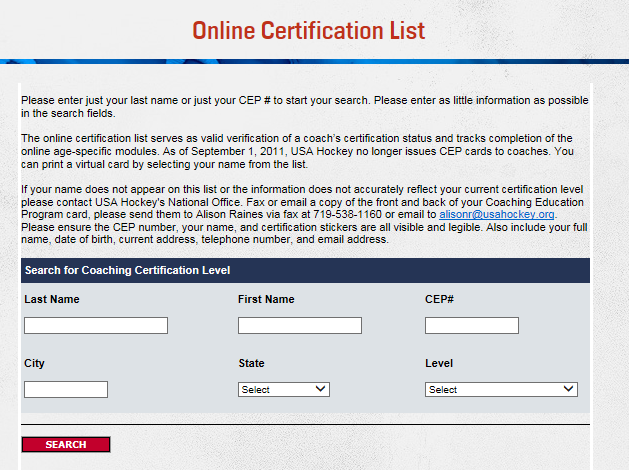 Online Certification List
Please enter just your last name or just your CEP # to start your search. Please enter as little information as possible
in the search fields.
The online certification list serves as valid verification of a coach's certification status and tracks completion of the
online age-specific modules. As of September 1, 2011, USA Hockey no longer issues CEP cards to coaches. You
can print a virtual card by selecting your name from the list.
If your name does not appear on this list or the information does not accurately reflect your current certification level
please contact USA Hockey's National Office. Fax or email a copy of the front and back of your Coaching Education
Program card, please send them to Alison Raines via fax at 719-538-1160 or email to alisonr@usahockey.org.
Please ensure the CEP number, your name, and certification stickers are all visible and legible. Also include your full
name, date of birth, current address, telephone number, and email address.
Search for Coaching Certification Level
Last Name First Name CEP#
City State Level
Select Select
SEARCH